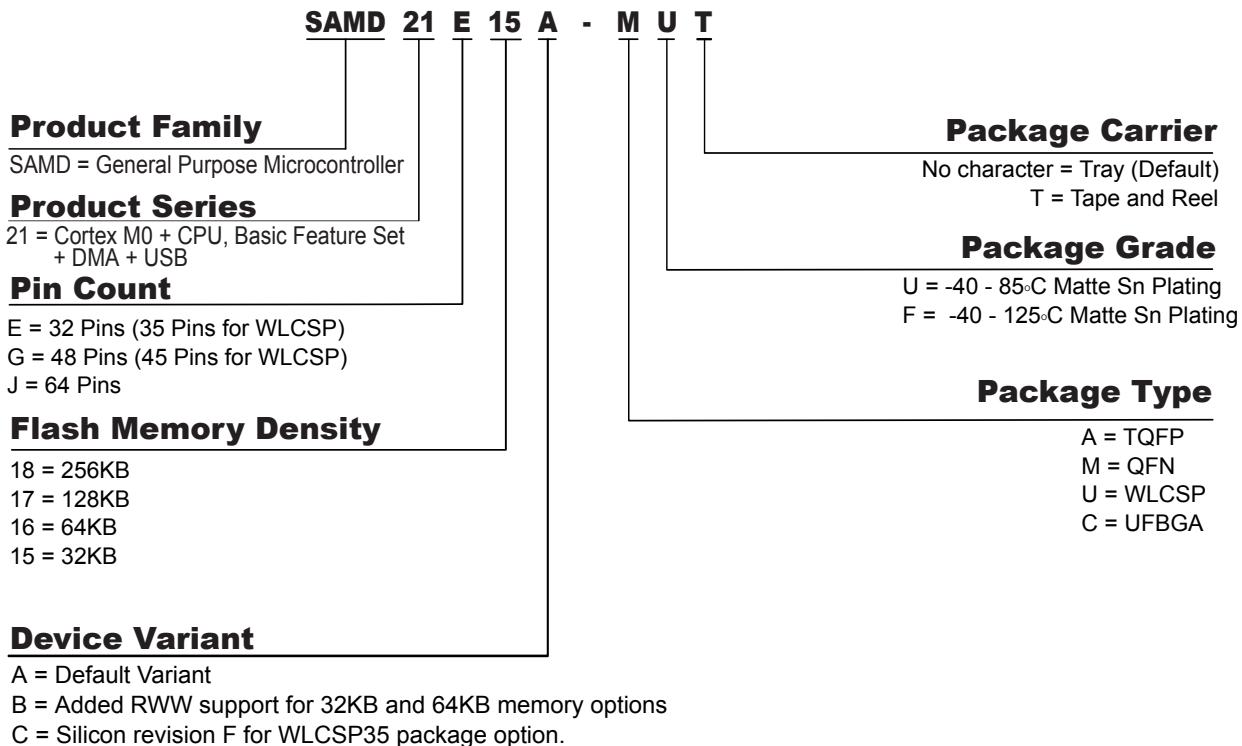 SAMD 21 E 15 A - M U T
Product Family
SAMD = General Purpose Microcontroller
Product Series
21 = Cortex M0 + CPU, Basic Feature Set
+ DMA + USB
Pin Count
E = 32 Pins (35 Pins for WLCSP)
G = 48 Pins (45 Pins for WLCSP)
J = 64 Pins
Flash Memory Density
18 = 256KB
17 = 128KB
16 = 64KB
15 = 32KB
Device Variant
A = Default Variant
B = Added RWW support for 32KB and 64KB memory options
C = Silicon revision F for WLCSP35 package option.
Package Carrier
No character = Tray (Default)
T = Tape and Reel
Package Grade
U = -40 - 85°C Matte Sn Plating
F = -40 - 125°C Matte Sn Plating
Package Type
A = TQFP
M = QFN
U = WLCSP
C = UFBGA